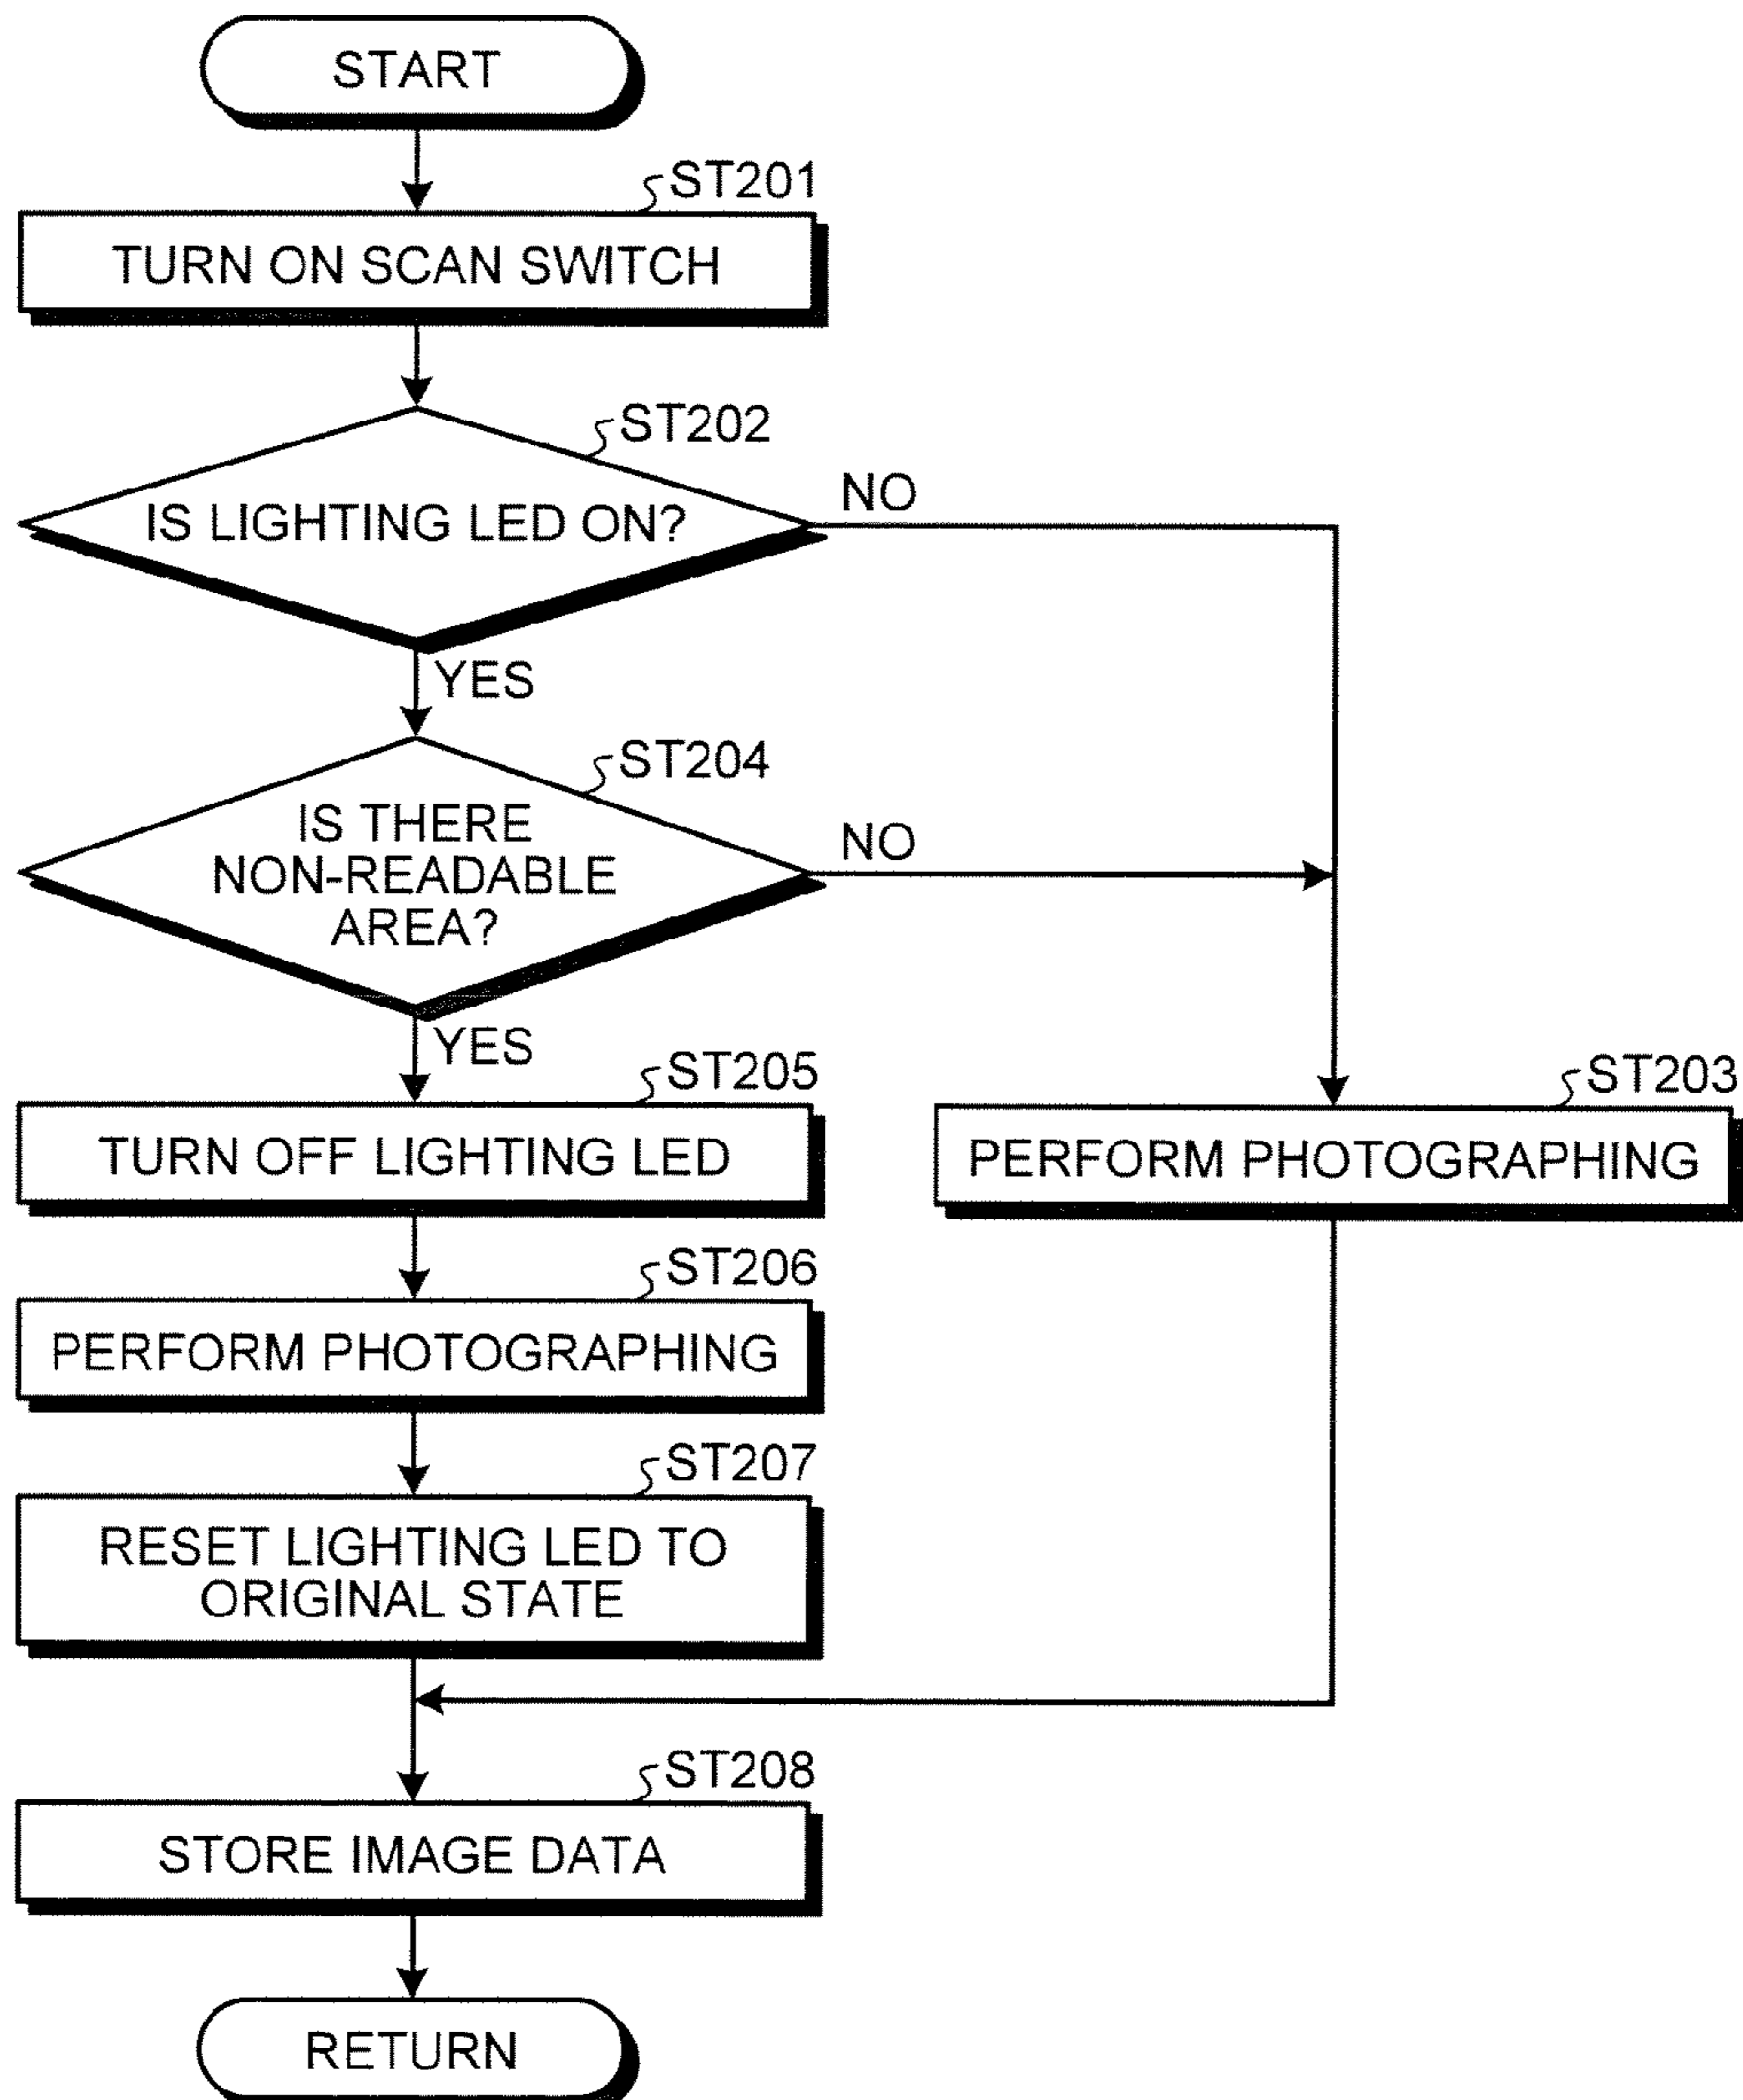 START
ST201
TURN ON SCAN SWITCH
ST202
IS LIGHTING LED ON?
NO
YES
ST204
IS THERE
NON-READABLE
AREA?
NO
YES
ST205
TURN OFF LIGHTING LED
ST203
PERFORM PHOTOGRAPHING
ST206
PERFORM PHOTOGRAPHING
ST207
RESET LIGHTING LED TO
ORIGINAL STATE
ST208
STORE IMAGE DATA
RETURN